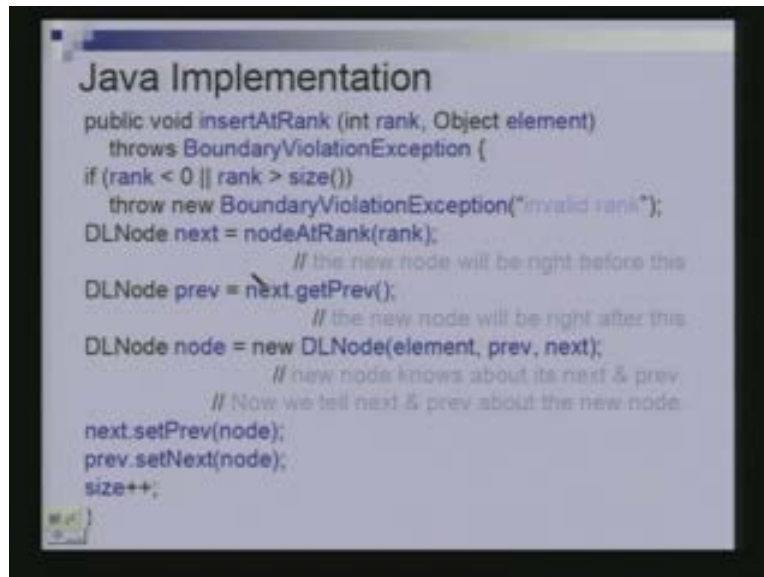 Java Implementation
public void insertAtRank (int rank, Object element)
throws BoundaryViolationException {
if (rank < 0 || rank > size())
throw new BoundaryViolationException("invalid rank");
DLNode next = nodeAtRank(rank);
// the new node will be right before this
DLNode prev = next.getPrev();
// the new node will be right after this
DLNode node = new DLNode(element, prev, next);
// new node knows about its next & prev.
// Now we tell next & prev about the new node.
next.setPrev(node);
prev.setNext(node);
size++;
}